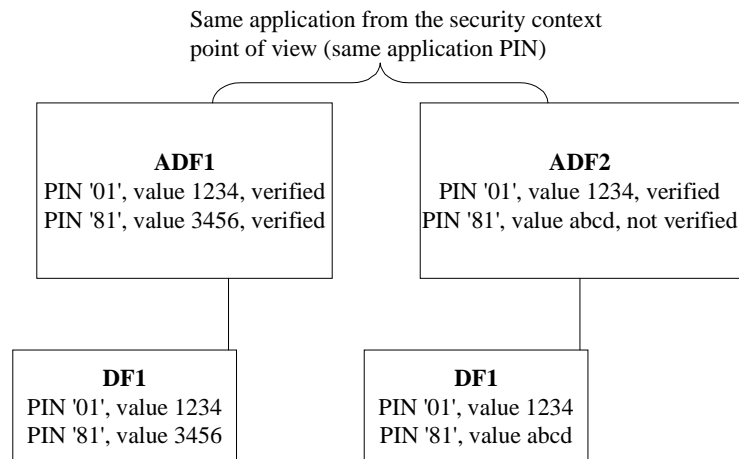 Same application from the security context
point of view (same application PIN)
ADF1
PIN '01', value 1234, verified
PIN '81', value 3456, verified
ADF2
PIN '01', value 1234, verified
PIN '81', value abcd, not verified
DF1
PIN '01', value 1234
PIN '81', value 3456
DF1
PIN '01', value 1234
PIN '81', value abcd